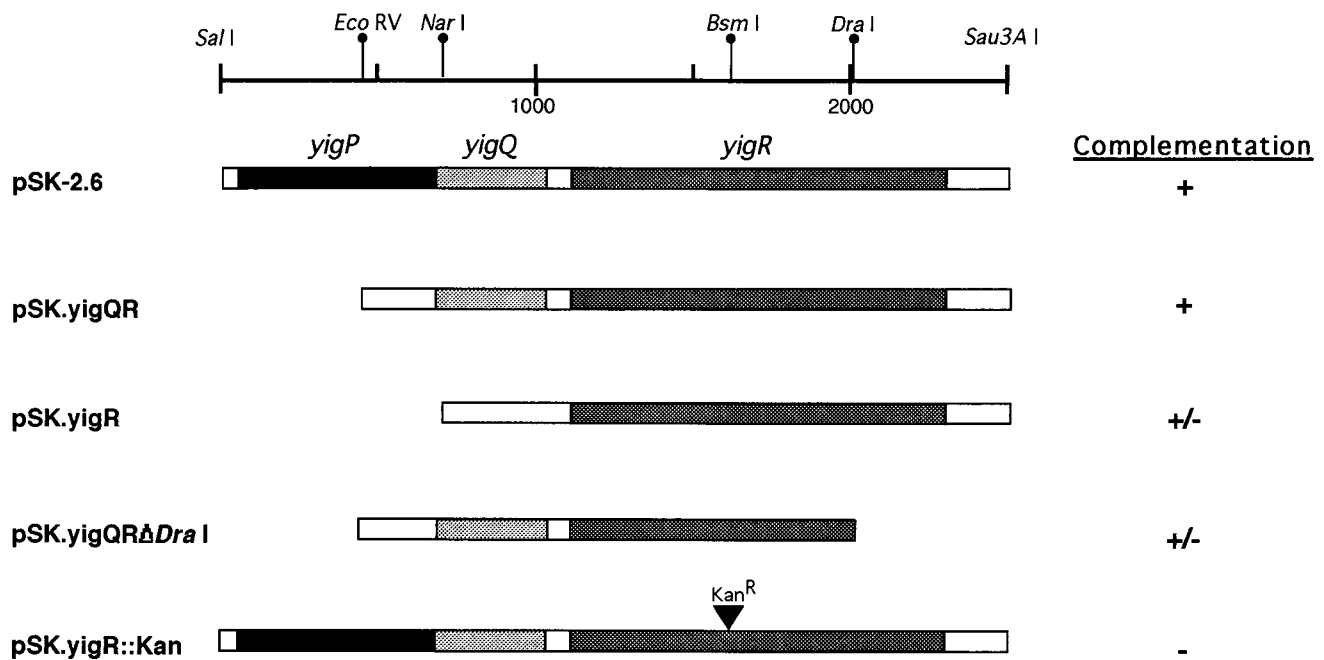 Sal I Eco RV Nar I Bsm I Dra I Sau3A I
1000 2000
yigP yigQ yigR Complementation
pSK-2.6 +
pSK.yigQR +
pSK.yigR +/-
pSK.yigQRΔDra I +/-
KanR
pSK.yigR::Kan -